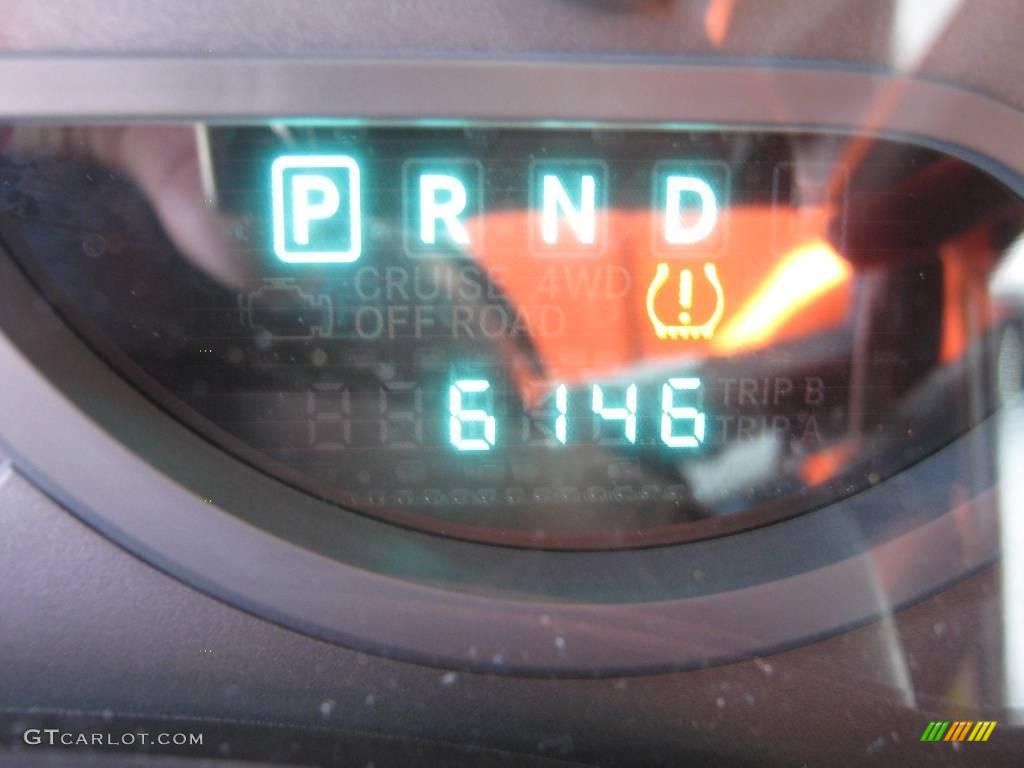 P R N D
CRUISE 4WD
OFF ROAD
!
6146
TRIP B
TRIP A
GTCARLOT.COM